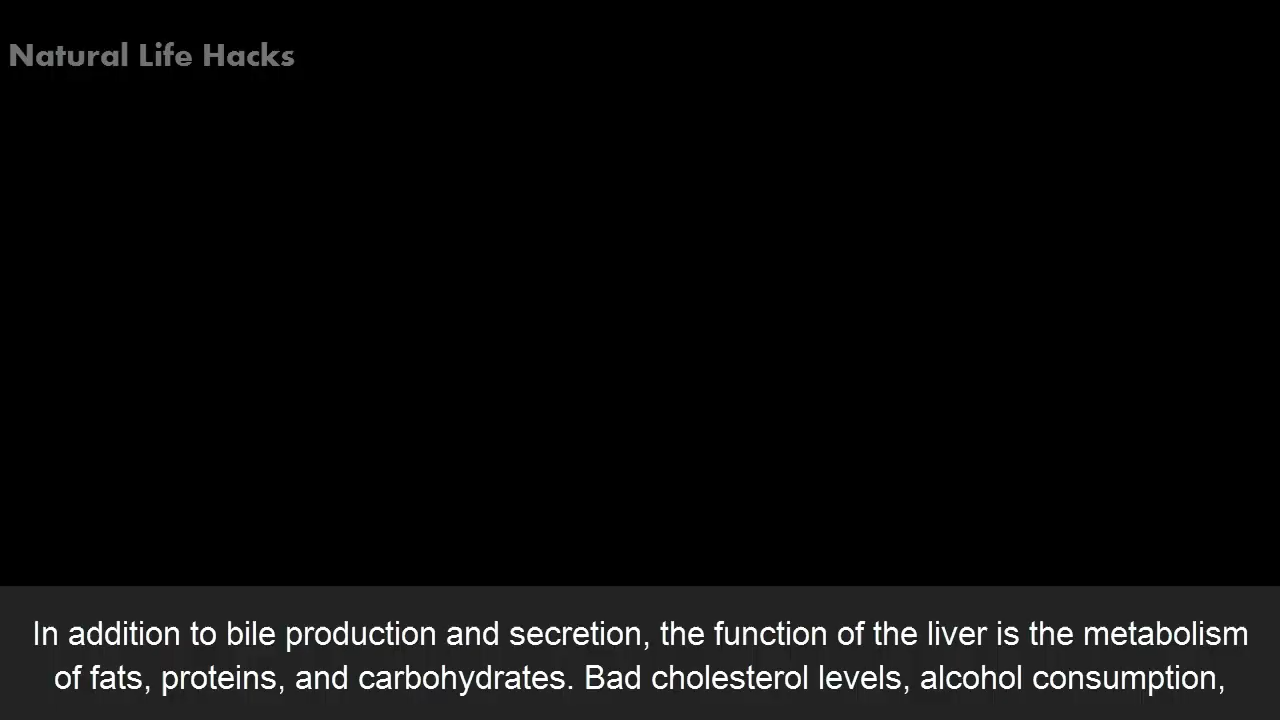 Natural Life Hacks
In addition to bile production and secretion, the function of the liver is the metabolism
of fats, proteins, and carbohydrates. Bad cholesterol levels, alcohol consumption,